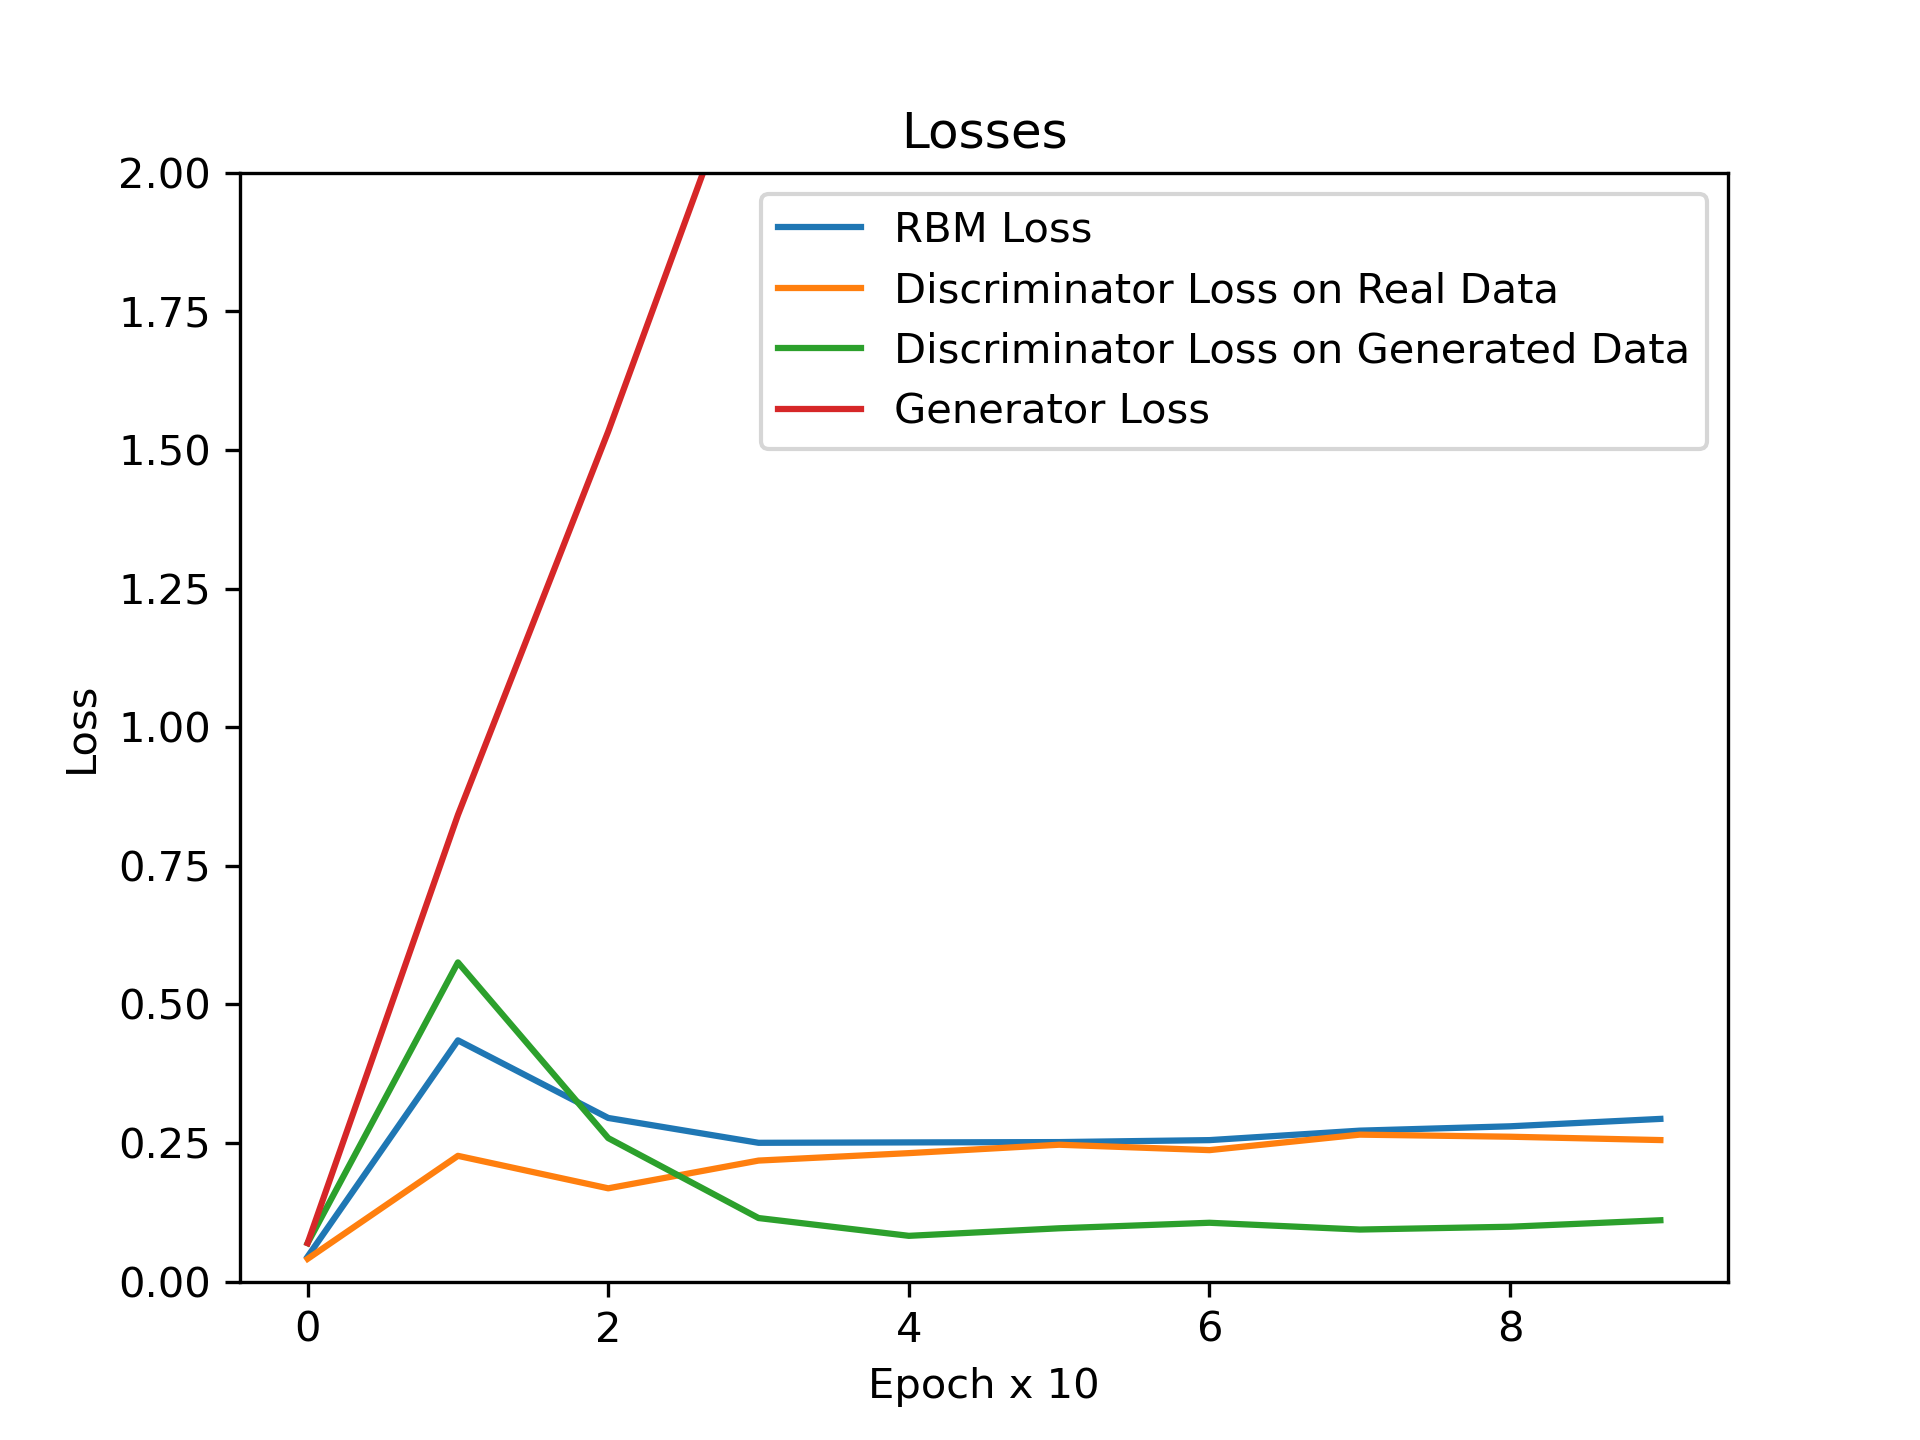 Losses
2.00
1.75
1.50
1.25
1.00
0.75
0.50
0.25
0.00
Loss
RBM Loss
Discriminator Loss on Real Data
Discriminator Loss on Generated Data
Generator Loss
0 2 4 6 8
Epoch x 10